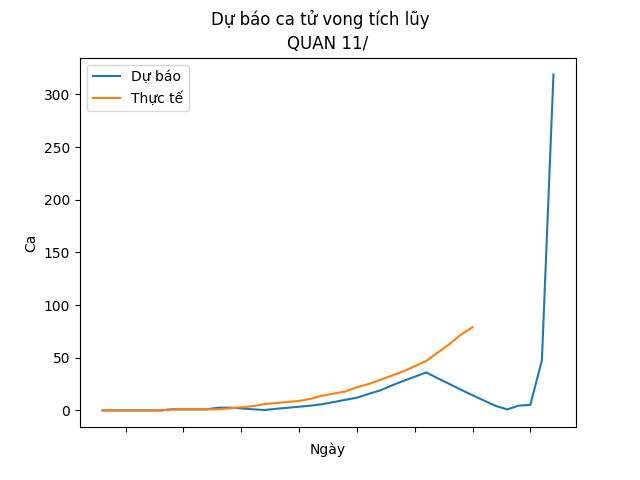 Dự báo ca tử vong tích lũy
QUAN 11/
Dự báo
Thực tế
300
250
200
150
100
50
0
Ca
Ngày